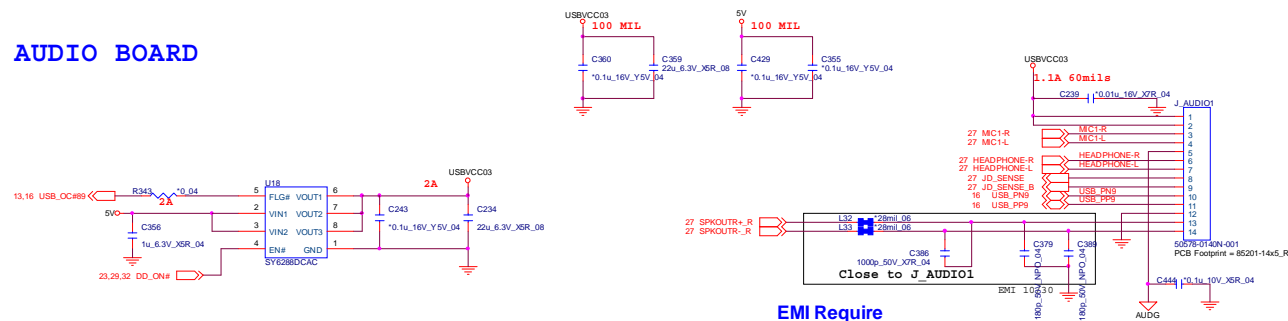 AUDIO BOARD
USBVCC03
100 MIL
C360
*0.1u_16V_Y5V_04
C359
22u_6.3V_X5R_08
5V
100 MIL
C429
*0.1u_16V_Y5V_04
C355
*0.1u_16V_Y5V_04
USBVCC03
1.1A 60mils
C239
*0.01u_16V_X7R_04
J_AUDIO1
1
2
3
4
5
6
7
8
9
10
11
12
13
14
50578-0140N-001
PCB Footprint = 85201-14x5_R
27 MIC1-R
MIC1-R
27 MIC1-L
MIC1-L
27 HEADPHONE-R
HEADPHONE-R
27 HEADPHONE-L
HEADPHONE-L
27 JD_SENSE
27 JD_SENSE_B
16 USB_PN9
USB_PN9
16 USB_PP9
USB_PP9
27 SPKOUTR+_R
27 SPKOUTR-_R
L32
*28mil_06
L33
*28mil_06
C386
1000p_50V_X7R_04
C379
180p_50V_NPO_04
C389
180p_50V_NPO_04
Close to J_AUDIO1
EMI 10/30
EMI Require
C444
*0.1u_10V_X5R_04
AUDG
13,16 USB_OC#89
R343
*0_04
2A
U18
5 FLG# VOUT1 6
2 VIN1 VOUT2 7
3 VIN2 VOUT3 8
4 EN# GND 1
SY6288DCAC
5V
C356
1u_6.3V_X5R_04
23,29,32 DD_ON#
2A
USBVCC03
C243
*0.1u_16V_Y5V_04
C234
22u_6.3V_X5R_08